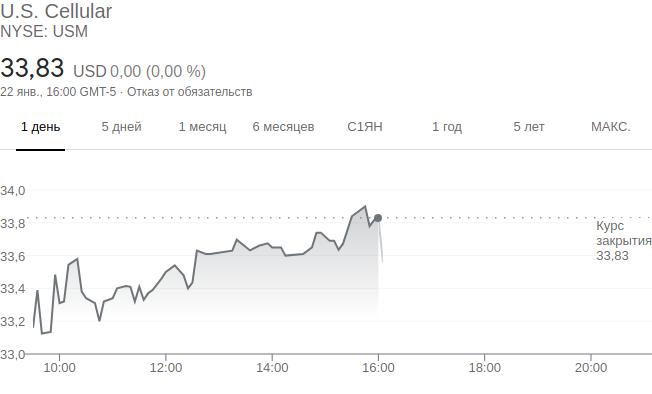 U.S. Cellular
NYSE: USM
33,83 USD 0,00 (0,00 %)
22 янв., 16:00 GMT-5 · Отказ от обязательств
1 день 5 дней 1 месяц 6 месяцев С1ЯН 1 год 5 лет МАКС.
34,0
33,8
Курс
закрытия
33,83
33,6
33,4
33,2
33,0
10:00 12:00 14:00 16:00 18:00 20:00